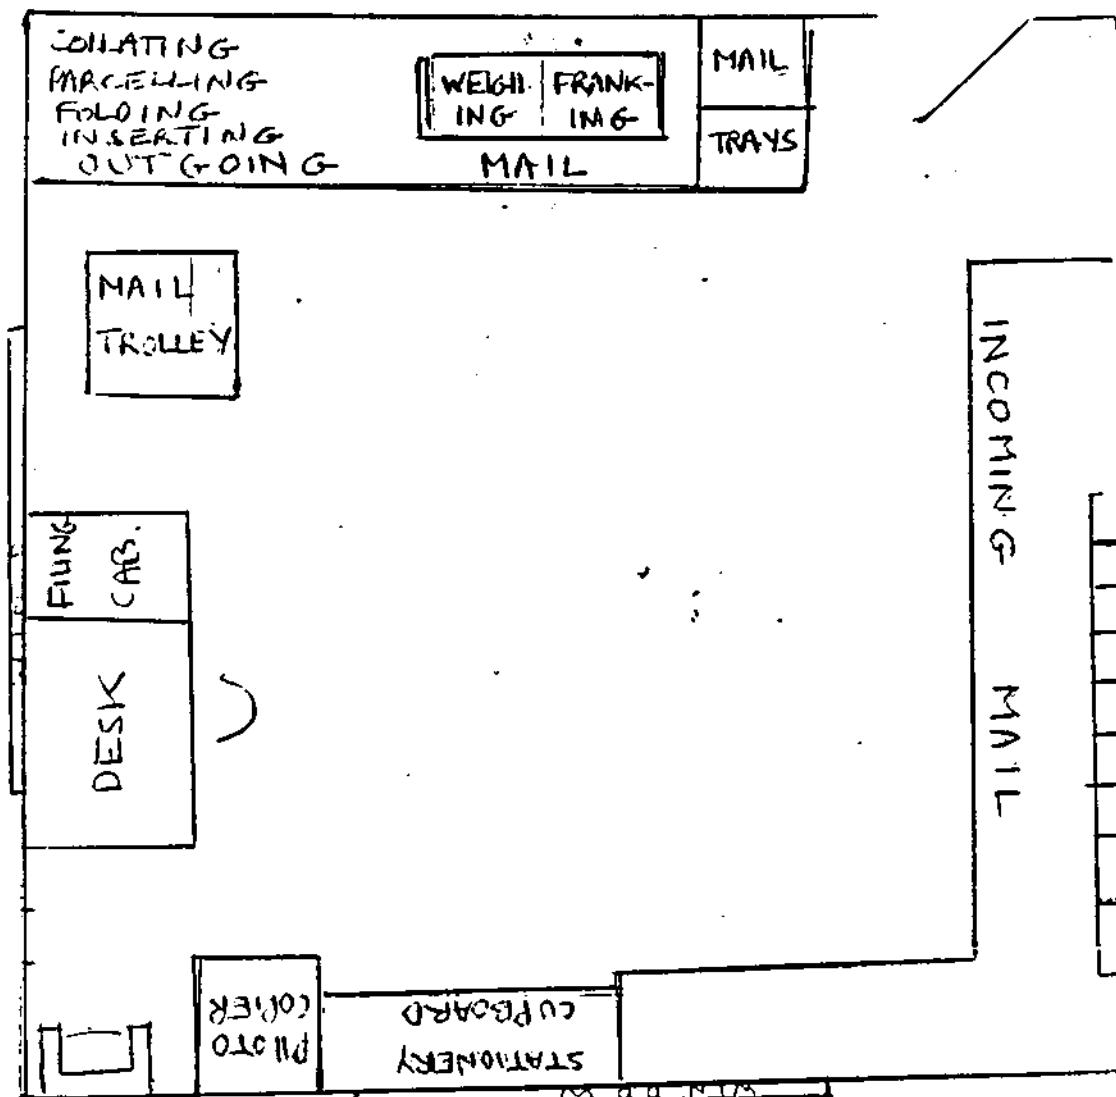 COLLATING
PARCELLING
FOLDING
INSERTING
OUTGOING
WEIGH-
ING
FRANK-
ING
MAIL
MAIL
TRAYS
MAIL
TROLLEY
INCOMING MAIL
FILING
CAB.
DESK
PHOTO
COPIER
STATIONERY
CUPBOARD